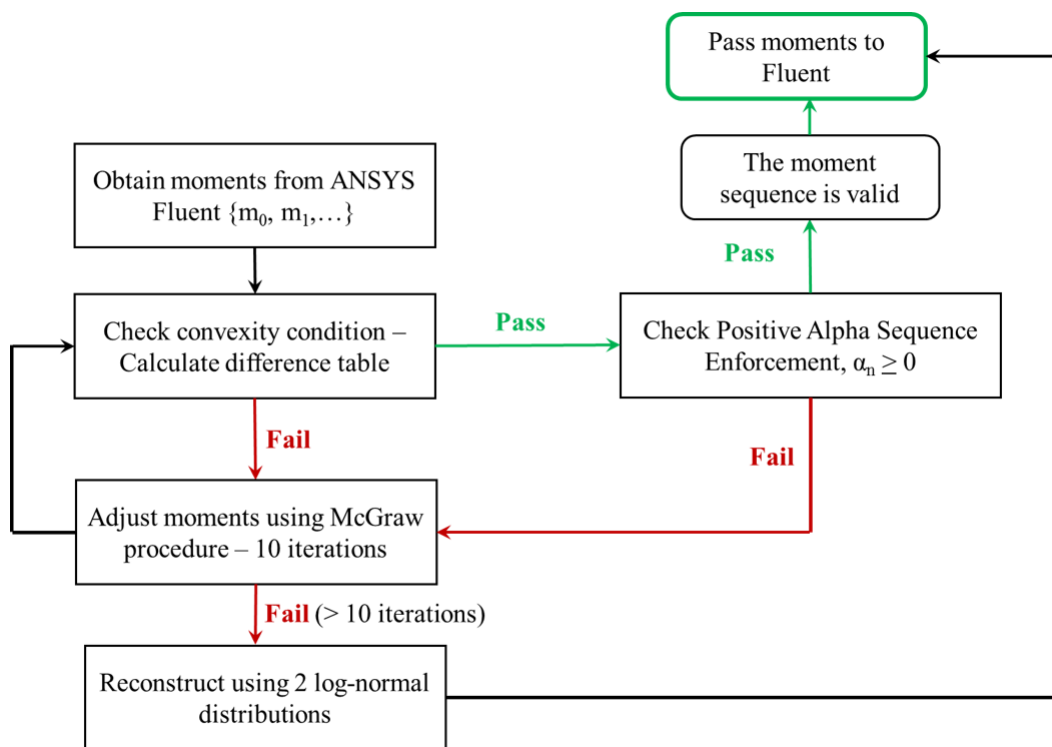 Pass moments to
Fluent
Obtain moments from ANSYS
Fluent {m₀, m₁,…}
The moment
sequence is valid
Pass
Check convexity condition –
Calculate difference table
Pass
Check Positive Alpha Sequence
Enforcement, αₙ ≥ 0
Fail
Fail
Adjust moments using McGraw
procedure – 10 iterations
Fail (> 10 iterations)
Reconstruct using 2 log-normal
distributions